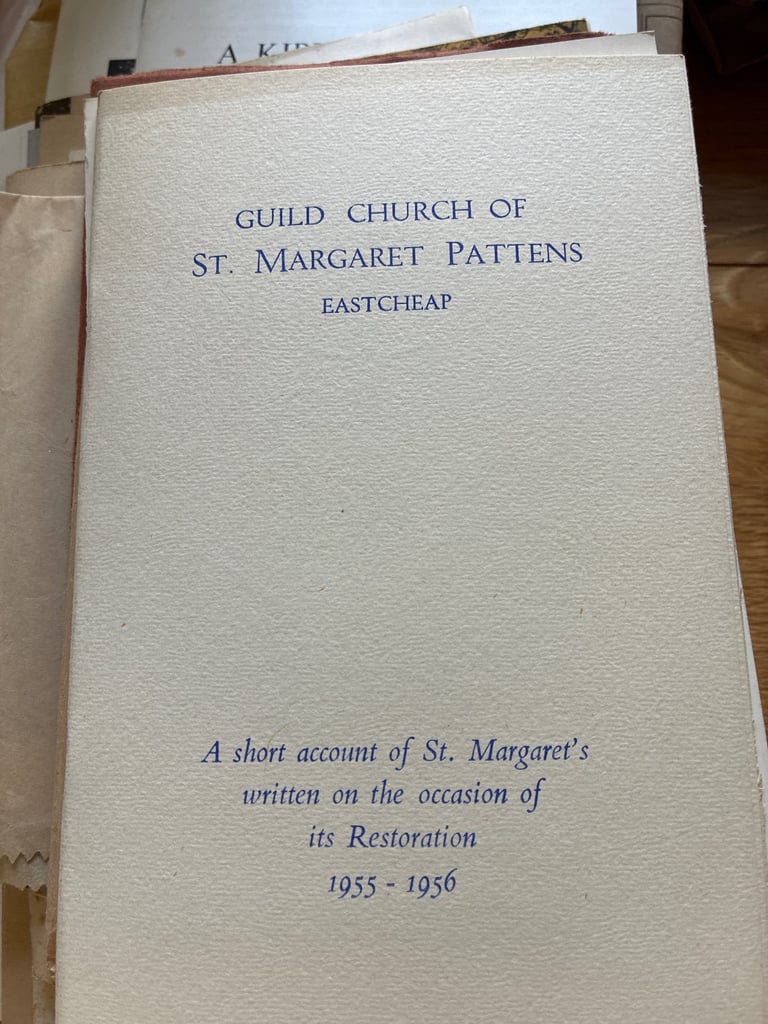 A
GUILD CHURCH OF
ST. MARGARET PATTENS
EASTCHEAP
A short account of St. Margaret's
written on the occasion of
its Restoration
1955 - 1956